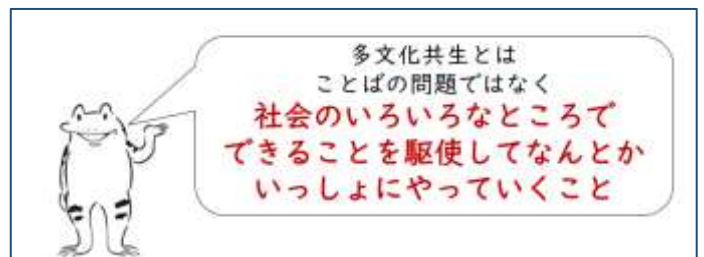 多文化共生とは
ことばの問題ではなく
社会のいろいろなところで
できることを駆使してなんとか
いっしょにやっていくこと